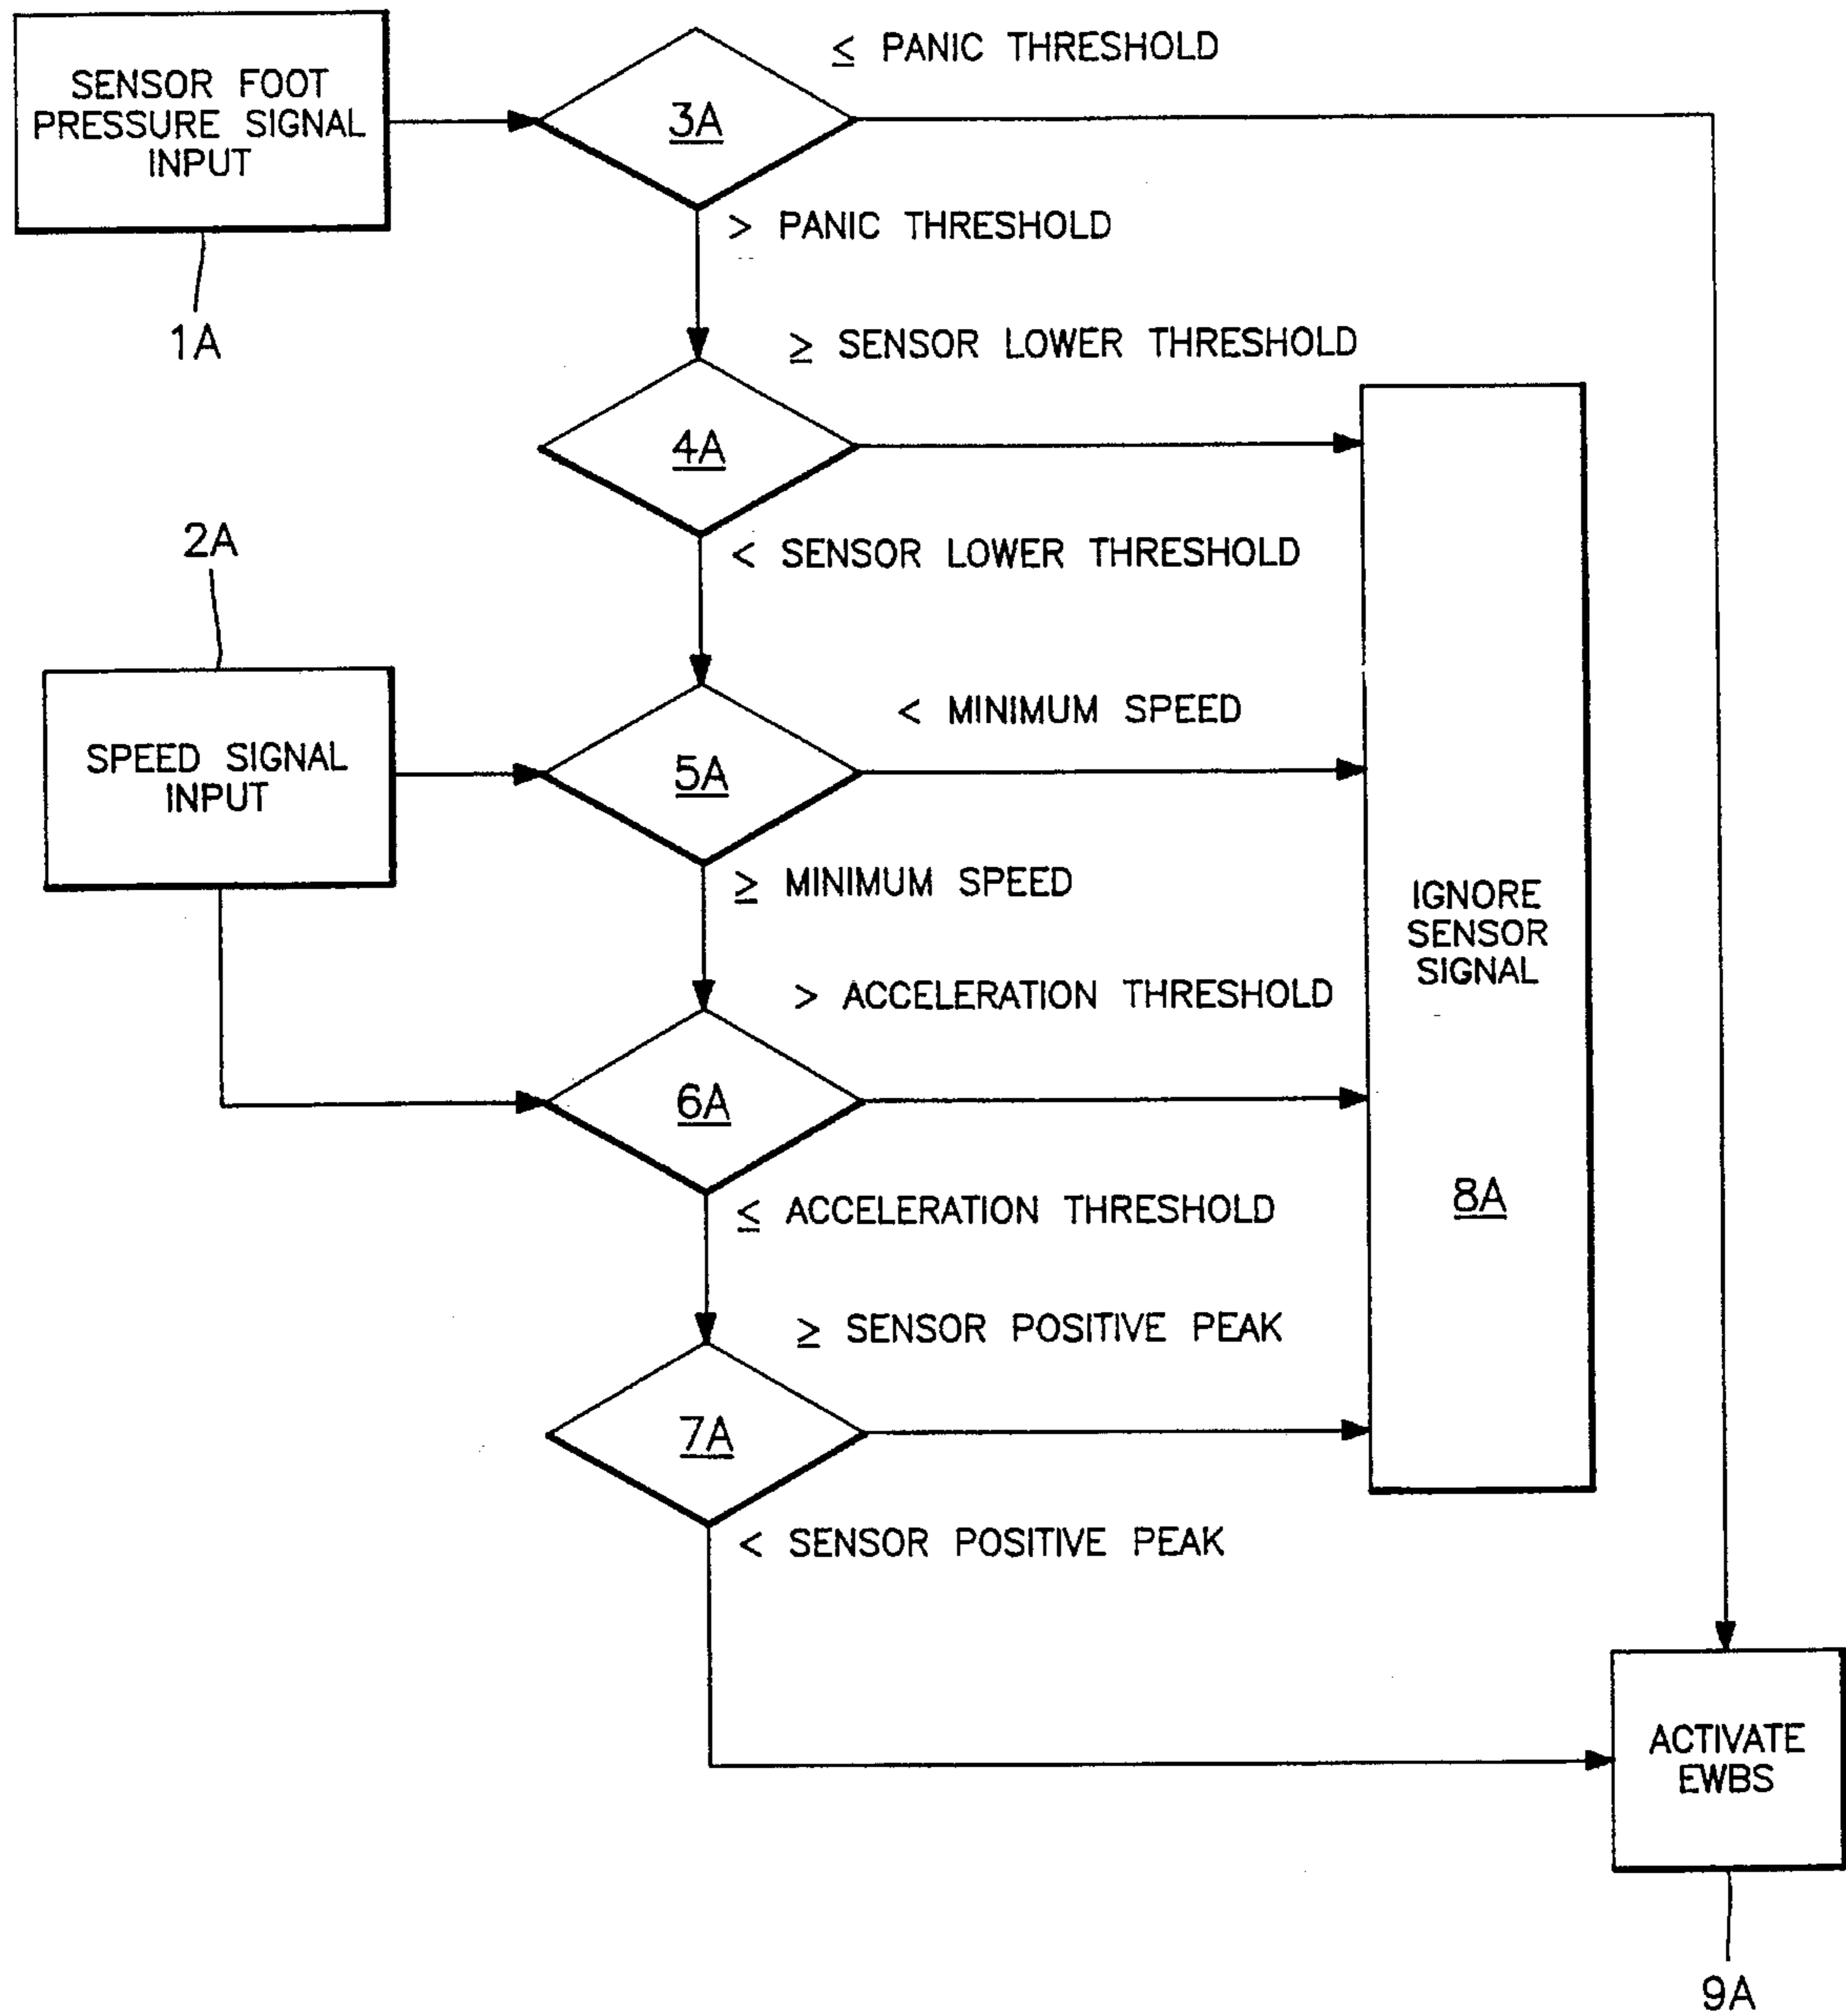 SENSOR FOOT
PRESSURE SIGNAL
INPUT
1A
3A
≤ PANIC THRESHOLD
> PANIC THRESHOLD
≥ SENSOR LOWER THRESHOLD
4A
< SENSOR LOWER THRESHOLD
2A
SPEED SIGNAL
INPUT
5A
< MINIMUM SPEED
≥ MINIMUM SPEED
> ACCELERATION THRESHOLD
6A
≤ ACCELERATION THRESHOLD
IGNORE
SENSOR
SIGNAL
8A
≥ SENSOR POSITIVE PEAK
7A
< SENSOR POSITIVE PEAK
ACTIVATE
EWBS
9A